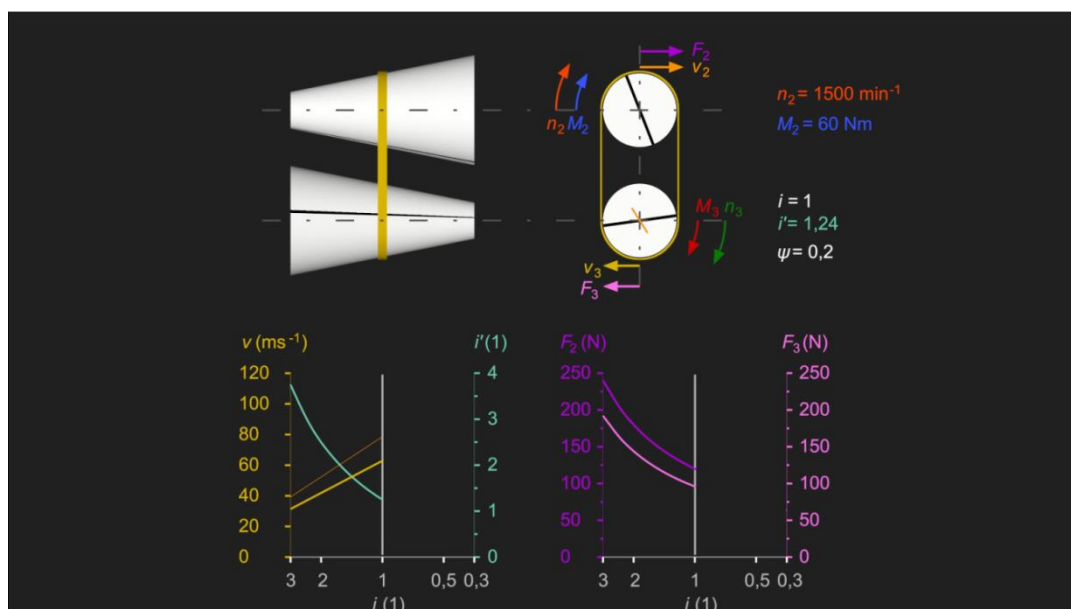 F₂
v₂
n₂ M₂
n₂ = 1500 min⁻¹
M₂ = 60 Nm
M₃ n₃
i = 1
i' = 1,24
ψ = 0,2
v₃
F₃
v (ms⁻¹)
i' (1)
F₂ (N)
F₃ (N)
120
4
250
250
100
200
200
80
3
150
150
60
2
100
100
40
1
50
50
20
0
0
0
0
3 2 1 0,5 0,3
3 2 1 0,5 0,3
i (1)
i (1)